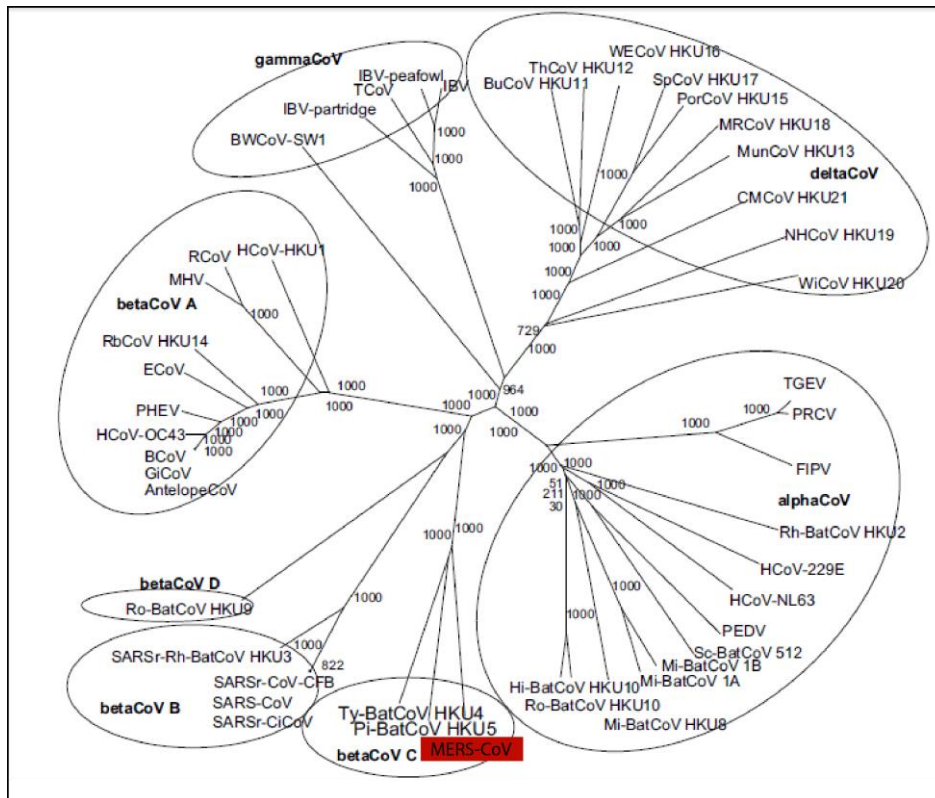 gammaCoV
IBV-peafowl
IBV
TCoV
IBV-partridge
BWCoV-SW1
1000
1000
1000
WECoV HKU16
ThCoV HKU12
SpCoV HKU17
BuCoV HKU11
PorCoV HKU15
MRCoV HKU18
MunCoV HKU13
deltaCoV
CMCoV HKU21
NHCoV HKU19
WiCoV HKU20
1000
1000
1000
1000
1000
1000
1000
1000
729
1000
RCoV
HCoV-HKU1
MHV
betaCoV A
1000
RbCoV HKU14
ECoV
PHEV
HCoV-OC43
BCoV
GiCoV
AntelopeCoV
1000
1000
1000
1000
1000
1000
1000
1000
1000
1000
964
1000
1000
1000
1000
TGEV
PRCV
FIPV
1000
1000
alphaCoV
1000
1000
51
211
30
1000
1000
Rh-BatCoV HKU2
HCoV-229E
HCoV-NL63
PEDV
Sc-BatCoV 512
Mi-BatCoV 1B
Mi-BatCoV 1A
Hi-BatCoV HKU10
Ro-BatCoV HKU10
Mi-BatCoV HKU8
1000
1000
betaCoV D
Ro-BatCoV HKU9
1000
1000
822
SARSr-Rh-BatCoV HKU3
SARSr-CoV-CFB
SARS-CoV
SARSr-CiCoV
betaCoV B
1000
1000
Ty-BatCoV HKU4
Pi-BatCoV HKU5
betaCoV C
MERS-CoV